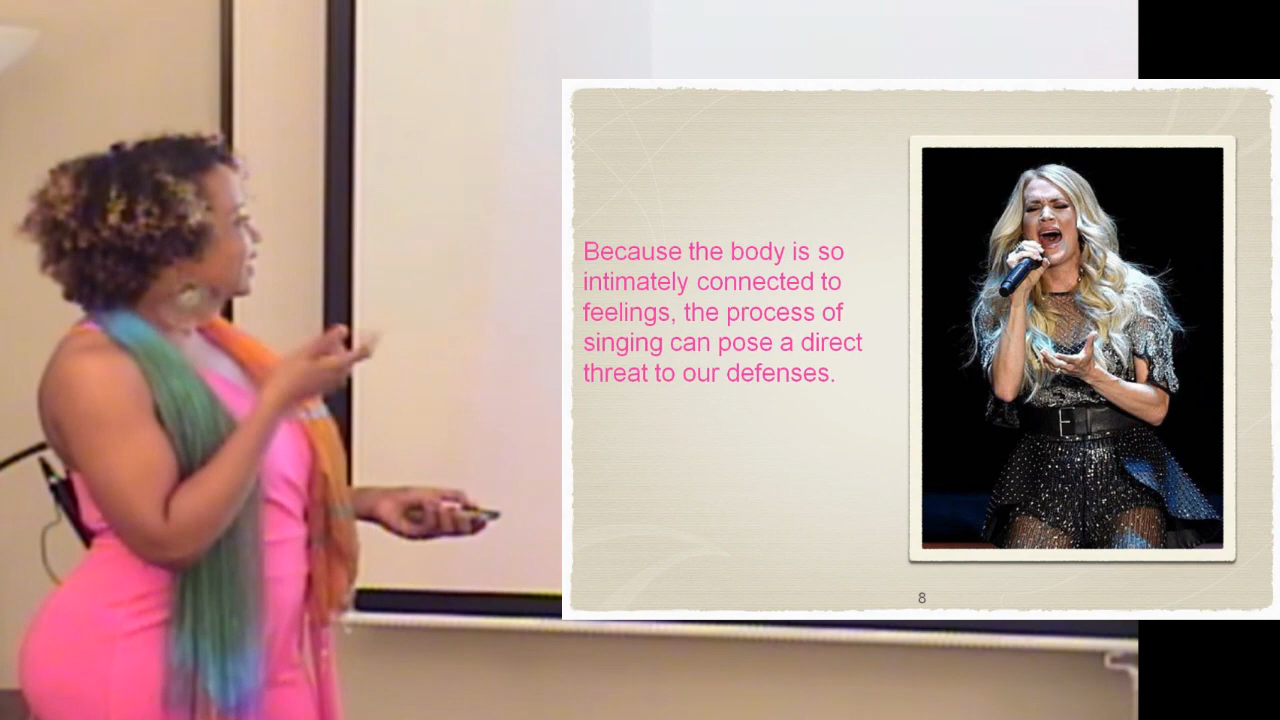 Because the body is so
intimately connected to
feelings, the process of
singing can pose a direct
threat to our defenses.
8